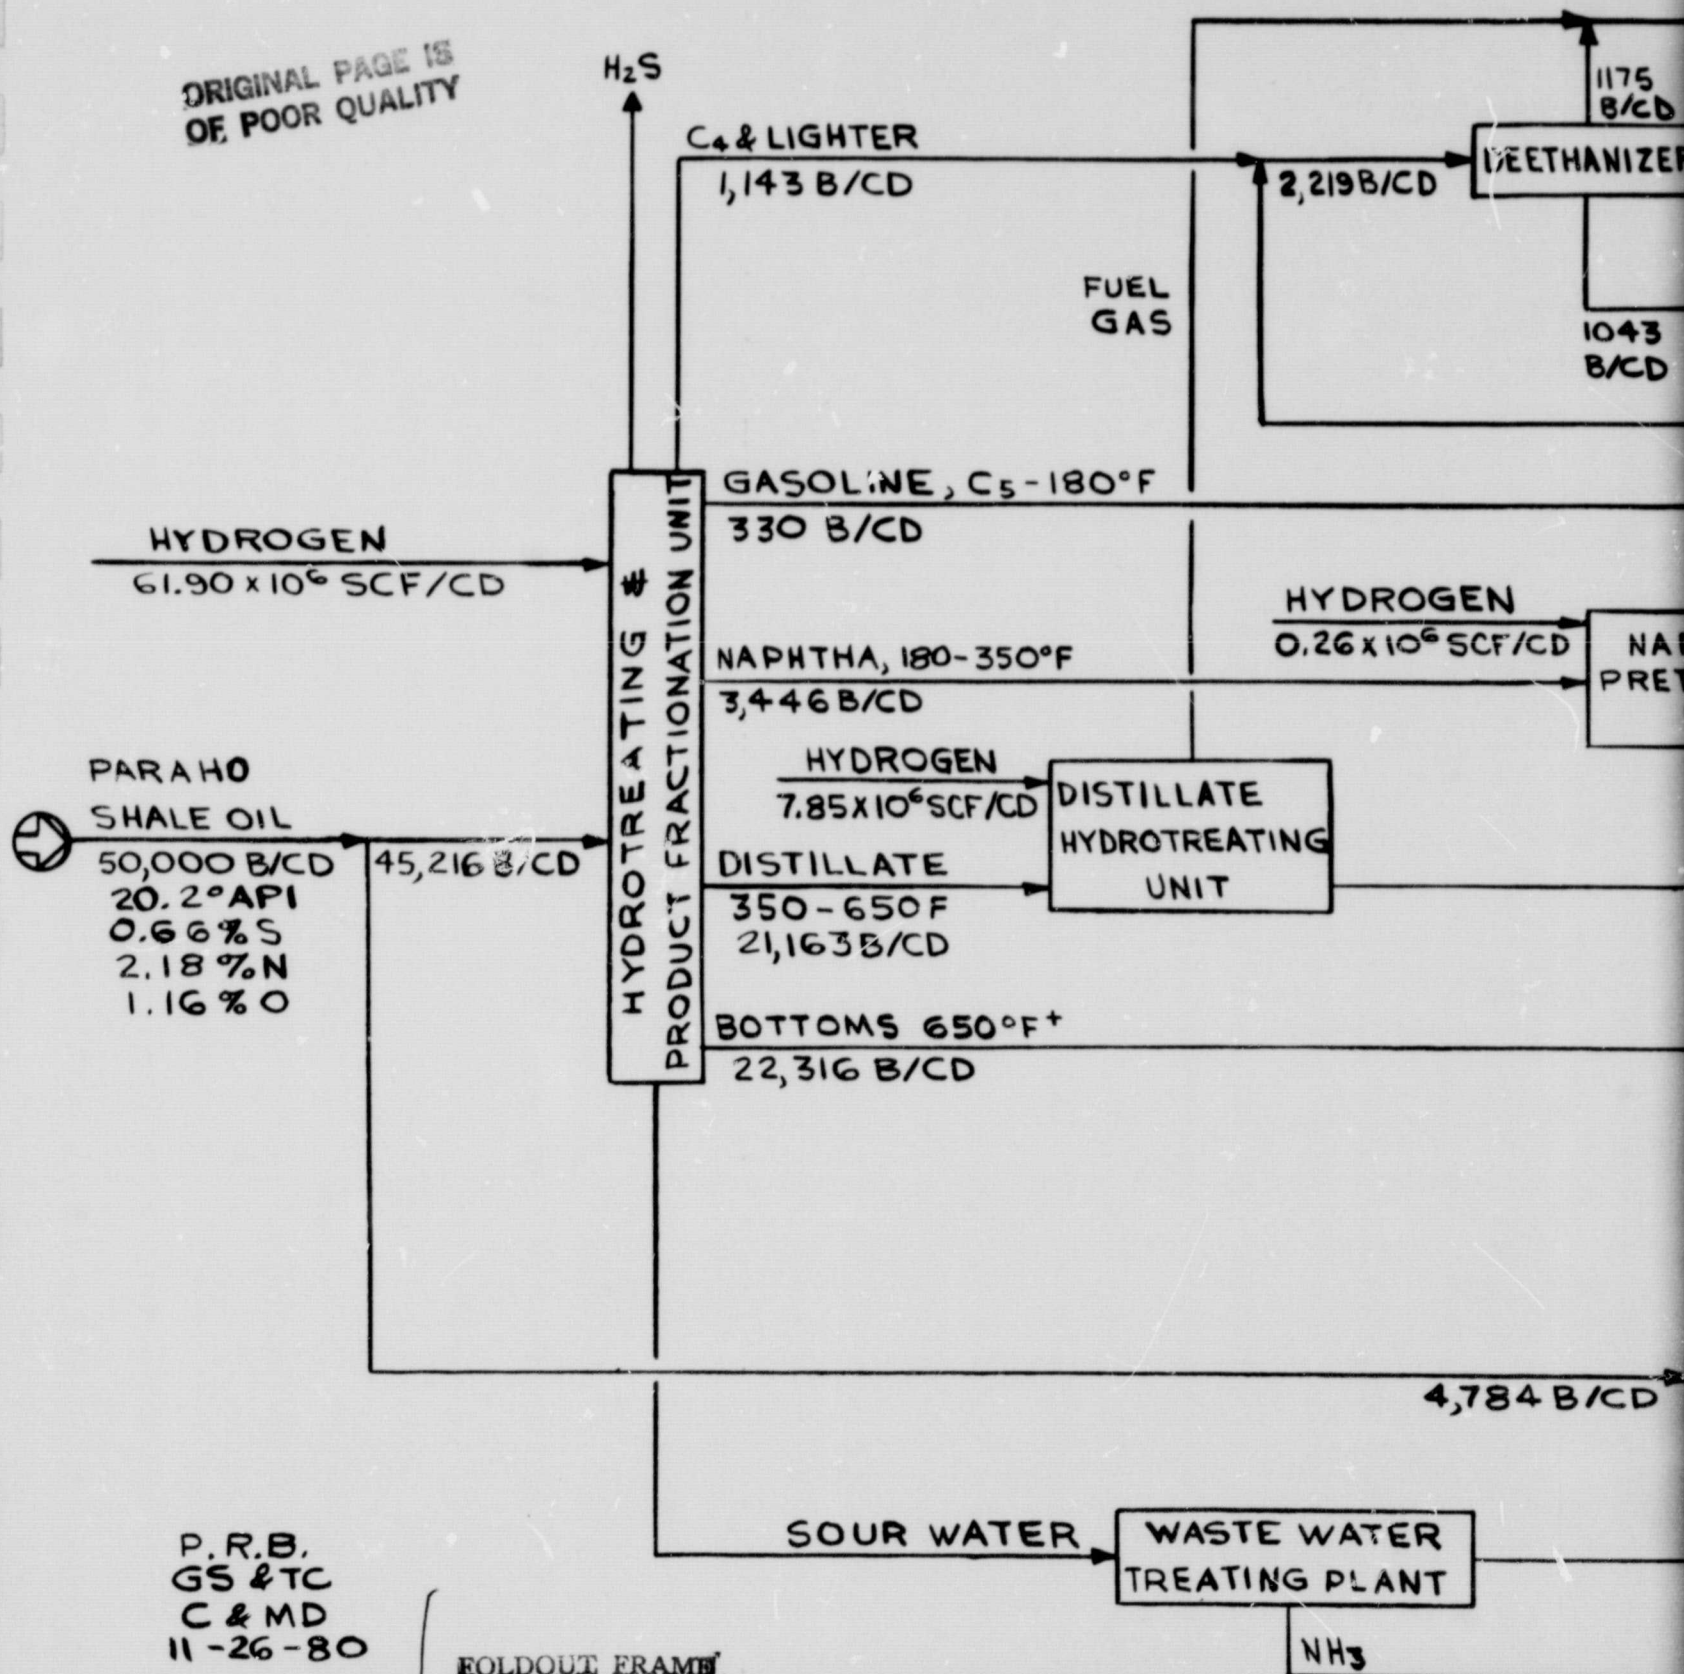 ORIGINAL PAGE IS
OF POOR QUALITY
H₂S
1175
B/CD
C₄ & LIGHTER
1,143 B/CD
2,219 B/CD
DEETHANIZER
FUEL
GAS
1043
B/CD
GASOLINE, C₅-180°F
330 B/CD
HYDROGEN
61.90 x 10⁶ SCF/CD
HYDROTREATING &
PRODUCT FRACTIONATION UNIT
HYDROGEN
0.26 x 10⁶ SCF/CD
NAPHTHA, 180-350°F
3,446 B/CD
NA
PRET
HYDROGEN
7.85 X 10⁶ SCF/CD
DISTILLATE
HYDROTREATING
UNIT
PARAHO
SHALE OIL
50,000 B/CD
20.2° API
0.66% S
2.18 % N
1.16 % O
45,216 B/CD
DISTILLATE
350-650 F
21,163 B/CD
BOTTOMS 650°F+
22,316 B/CD
4,784 B/CD
SOUR WATER
WASTE WATER
TREATING PLANT
NH₃
P.R.B.
GS & TC
C & MD
11-26-80
FOLDOUT FRAME